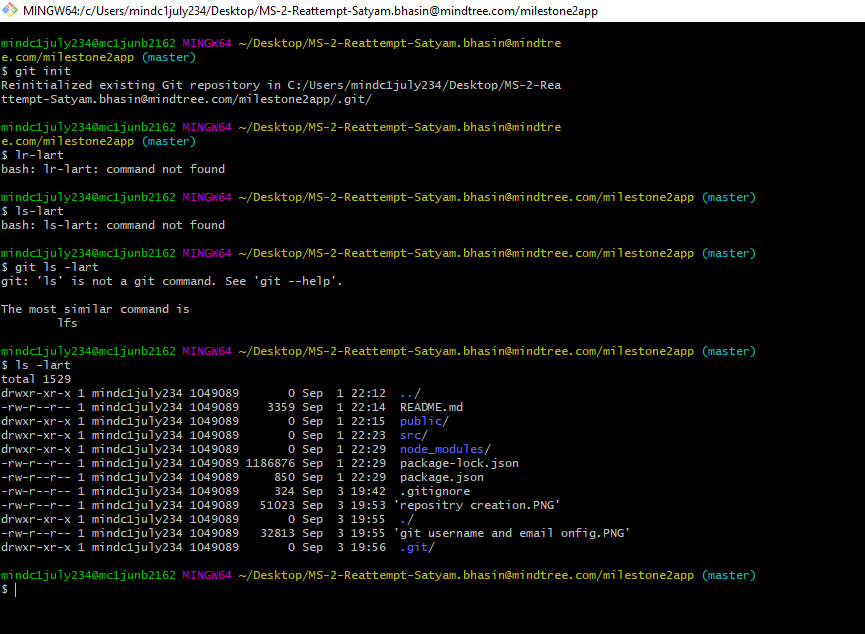 MINGW64:/c/Users/mindc1july234/Desktop/MS-2-Reattempt-Satyam.bhasin@mindtree.com/milestone2app
mindc1july234@mc1junb2162 MINGW64 ~/Desktop/MS-2-Reattempt-Satyam.bhasin@mindtre
e.com/milestone2app (master)
$ git init
Reinitialized existing Git repository in C:/Users/mindc1july234/Desktop/MS-2-Rea
ttempt-Satyam.bhasin@mindtree.com/milestone2app/.git/
mindc1july234@mc1junb2162 MINGW64 ~/Desktop/MS-2-Reattempt-Satyam.bhasin@mindtre
e.com/milestone2app (master)
$ lr-lart
bash: lr-lart: command not found
mindc1july234@mc1junb2162 MINGW64 ~/Desktop/MS-2-Reattempt-Satyam.bhasin@mindtree.com/milestone2app (master)
$ ls-lart
bash: ls-lart: command not found
mindc1july234@mc1junb2162 MINGW64 ~/Desktop/MS-2-Reattempt-Satyam.bhasin@mindtree.com/milestone2app (master)
$ git ls -lart
git: 'ls' is not a git command. See 'git --help'.
The most similar command is
        lfs
mindc1july234@mc1junb2162 MINGW64 ~/Desktop/MS-2-Reattempt-Satyam.bhasin@mindtree.com/milestone2app (master)
$ ls -lart
total 1529
drwxr-xr-x 1 mindc1july234 1049089       0 Sep  1 22:12  ../
-rw-r--r-- 1 mindc1july234 1049089    3359 Sep  1 22:14  README.md
drwxr-xr-x 1 mindc1july234 1049089       0 Sep  1 22:15  public/
drwxr-xr-x 1 mindc1july234 1049089       0 Sep  1 22:23  src/
drwxr-xr-x 1 mindc1july234 1049089       0 Sep  1 22:29  node_modules/
-rw-r--r-- 1 mindc1july234 1049089 1186876 Sep  1 22:29  package-lock.json
-rw-r--r-- 1 mindc1july234 1049089     850 Sep  1 22:29  package.json
-rw-r--r-- 1 mindc1july234 1049089     324 Sep  3 19:42  .gitignore
-rw-r--r-- 1 mindc1july234 1049089   51023 Sep  3 19:53 'repositry creation.PNG'
drwxr-xr-x 1 mindc1july234 1049089       0 Sep  3 19:55  ./
-rw-r--r-- 1 mindc1july234 1049089   32813 Sep  3 19:55 'git username and email onfig.PNG'
drwxr-xr-x 1 mindc1july234 1049089       0 Sep  3 19:56  .git/
mindc1july234@mc1junb2162 MINGW64 ~/Desktop/MS-2-Reattempt-Satyam.bhasin@mindtree.com/milestone2app (master)
$